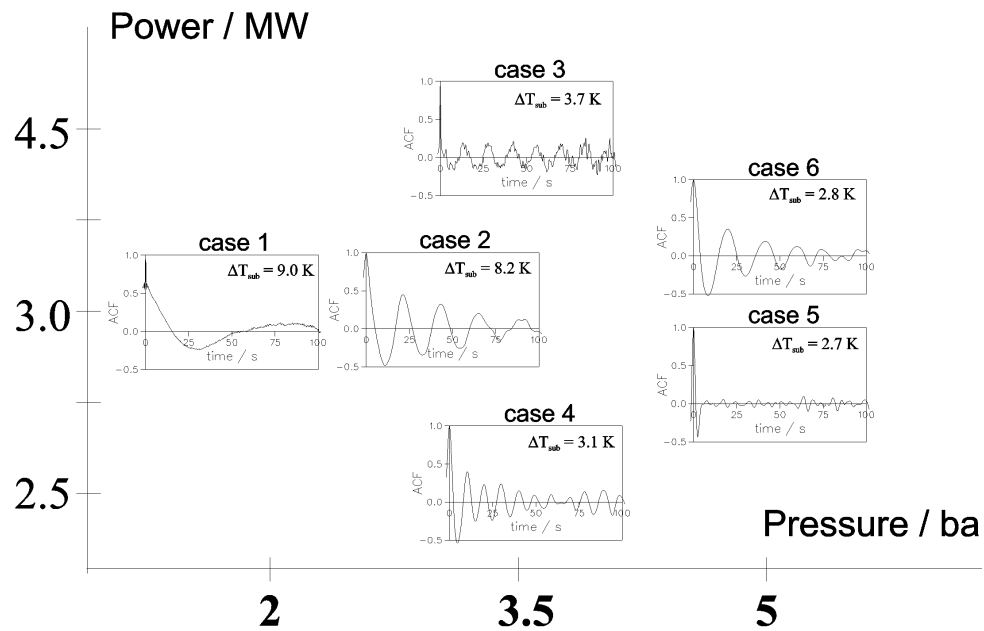 Power / MW
4.5
3.0
2.5
case 3
ΔTsub = 3.7 K
1.0
0.5
0.0
−0.5
ACF
0 25 50 75 100
time / s
case 6
ΔTsub = 2.8 K
1.0
0.5
0.0
−0.5
ACF
0 25 50 75 100
time / s
case 1
ΔTsub = 9.0 K
1.0
0.5
0.0
−0.5
ACF
0 25 50 75 100
time / s
case 2
ΔTsub = 8.2 K
1.0
0.5
0.0
−0.5
ACF
0 25 50 75 100
time / s
case 5
ΔTsub = 2.7 K
1.0
0.5
0.0
−0.5
ACF
0 25 50 75 100
time / s
case 4
ΔTsub = 3.1 K
1.0
0.5
0.0
−0.5
ACF
0 25 50 75 100
time / s
Pressure / ba
2 3.5 5